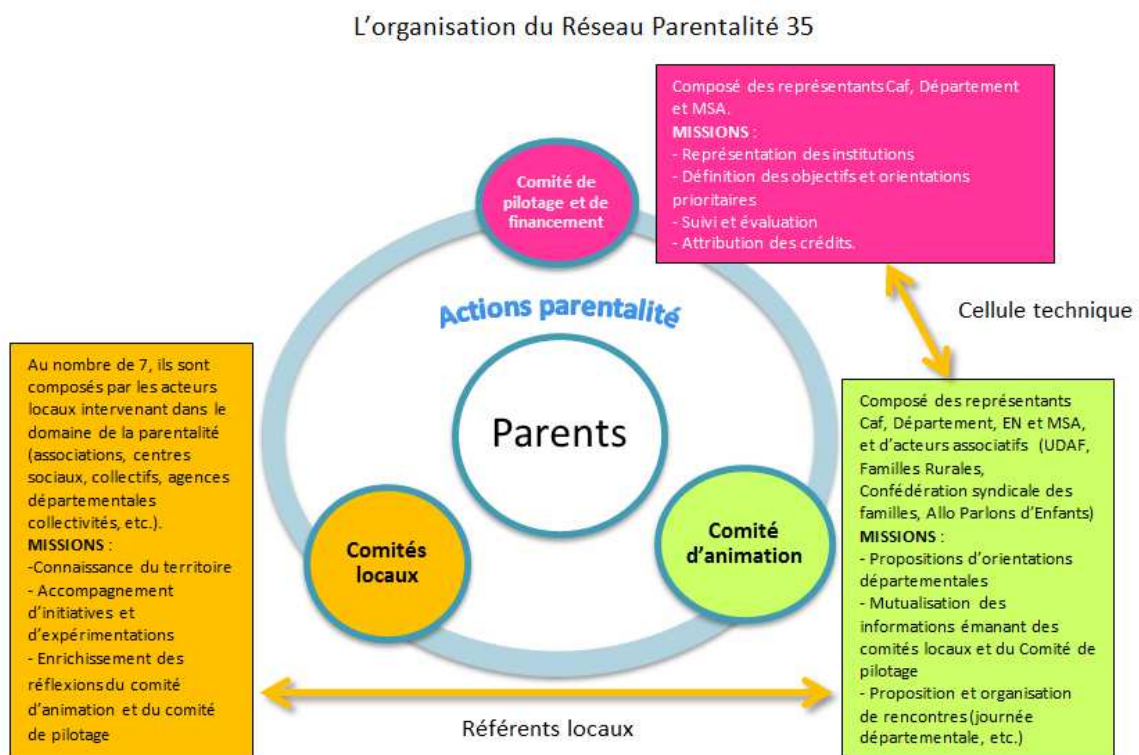 L'organisation du Réseau Parentalité 35
Composé des représentants Caf, Département
et MSA.
MISSIONS :
- Représentation des institutions
- Définition des objectifs et orientations
prioritaires
- Suivi et évaluation
- Attribution des crédits.
Comité de
pilotage et de
financement
Actions parentalité
Cellule technique
Parents
Au nombre de 7, ils sont
composés par les acteurs
locaux intervenant dans le
domaine de la parentalité
(associations, centres
sociaux, collectifs, agences
départementales
collectivités, etc.).
MISSIONS :
-Connaissance du territoire
- Accompagnement
d'initiatives et
d'expérimentations
- Enrichissement des
réflexions du comité
d'animation et du comité
de pilotage
Comités
locaux
Comité
d'animation
Composé des représentants
Caf, Département, EN et MSA,
et d'acteurs associatifs (UDAF,
Familles Rurales,
Confédération syndicale des
familles, Allo Parlons d'Enfants)
MISSIONS :
- Propositions d'orientations
départementales
- Mutualisation des
informations émanant des
comités locaux et du Comité de
pilotage
- Proposition et organisation
de rencontres (journée
départementale, etc.)
Référents locaux